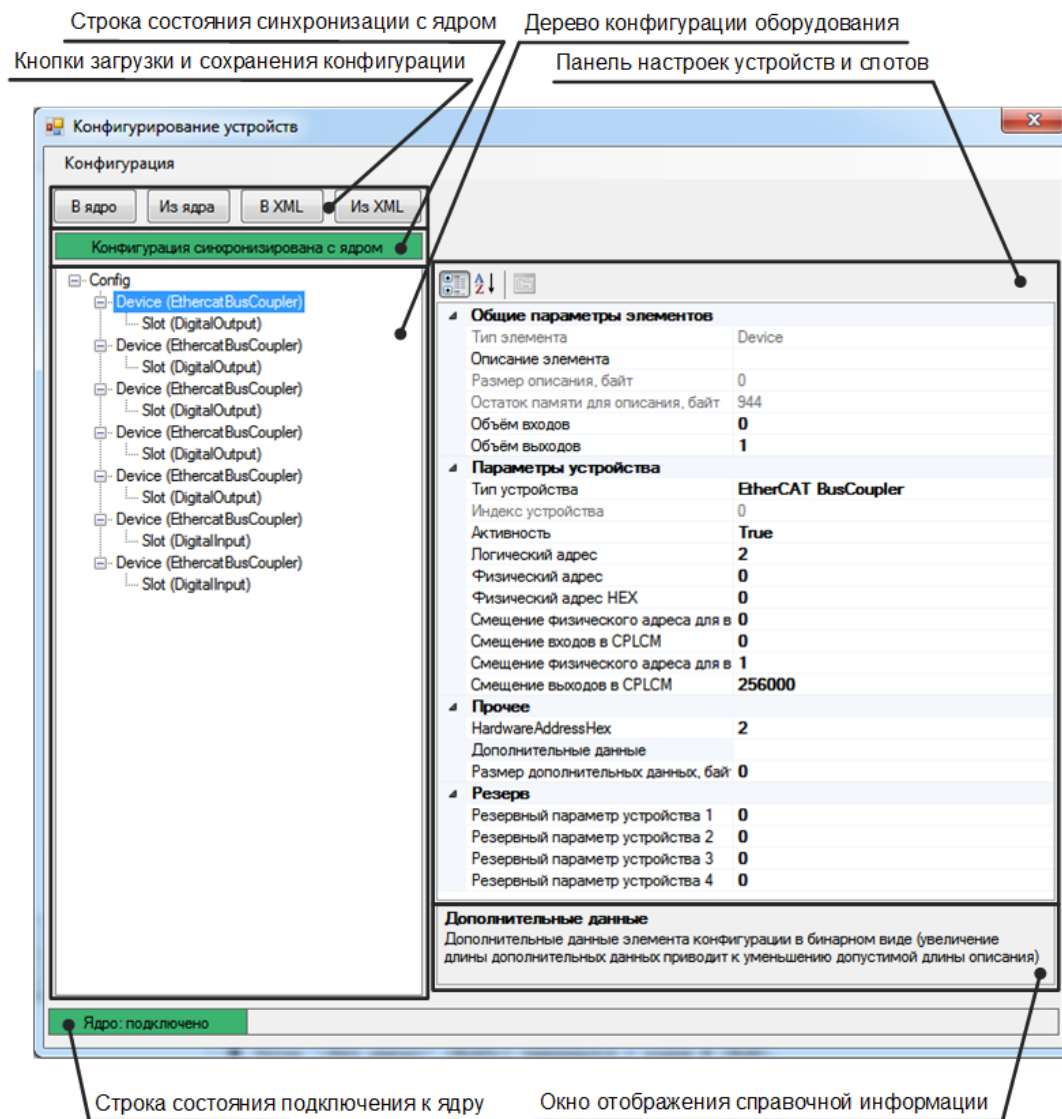 Строка состояния синхронизации с ядром
Дерево конфигурации оборудования
Кнопки загрузки и сохранения конфигурации
Панель настроек устройств и слотов
Конфигурирование устройств
Конфигурация
В ядро
Из ядра
В XML
Из XML
Конфигурация синхронизирована с ядром
Config
Device (EthercatBusCoupler)
Slot (DigitalOutput)
Device (EthercatBusCoupler)
Slot (DigitalOutput)
Device (EthercatBusCoupler)
Slot (DigitalOutput)
Device (EthercatBusCoupler)
Slot (DigitalOutput)
Device (EthercatBusCoupler)
Slot (DigitalOutput)
Device (EthercatBusCoupler)
Slot (DigitalInput)
Device (EthercatBusCoupler)
Slot (DigitalInput)
Общие параметры элементов
Тип элемента Device
Описание элемента
Размер описания, байт 0
Остаток памяти для описания, байт 944
Объём входов 0
Объём выходов 1
Параметры устройства
Тип устройства EtherCAT BusCoupler
Индекс устройства 0
Активность True
Логический адрес 2
Физический адрес 0
Физический адрес HEX 0
Смещение физического адреса для в 0
Смещение входов в CPLCM 0
Смещение физического адреса для в 1
Смещение выходов в CPLCM 256000
Прочее
HardwareAddressHex 2
Дополнительные данные
Размер дополнительных данных, бай 0
Резерв
Резервный параметр устройства 1 0
Резервный параметр устройства 2 0
Резервный параметр устройства 3 0
Резервный параметр устройства 4 0
Дополнительные данные
Дополнительные данные элемента конфигурации в бинарном виде (увеличение
длины дополнительных данных приводит к уменьшению допустимой длины описания)
Ядро: подключено
Строка состояния подключения к ядру
Окно отображения справочной информации